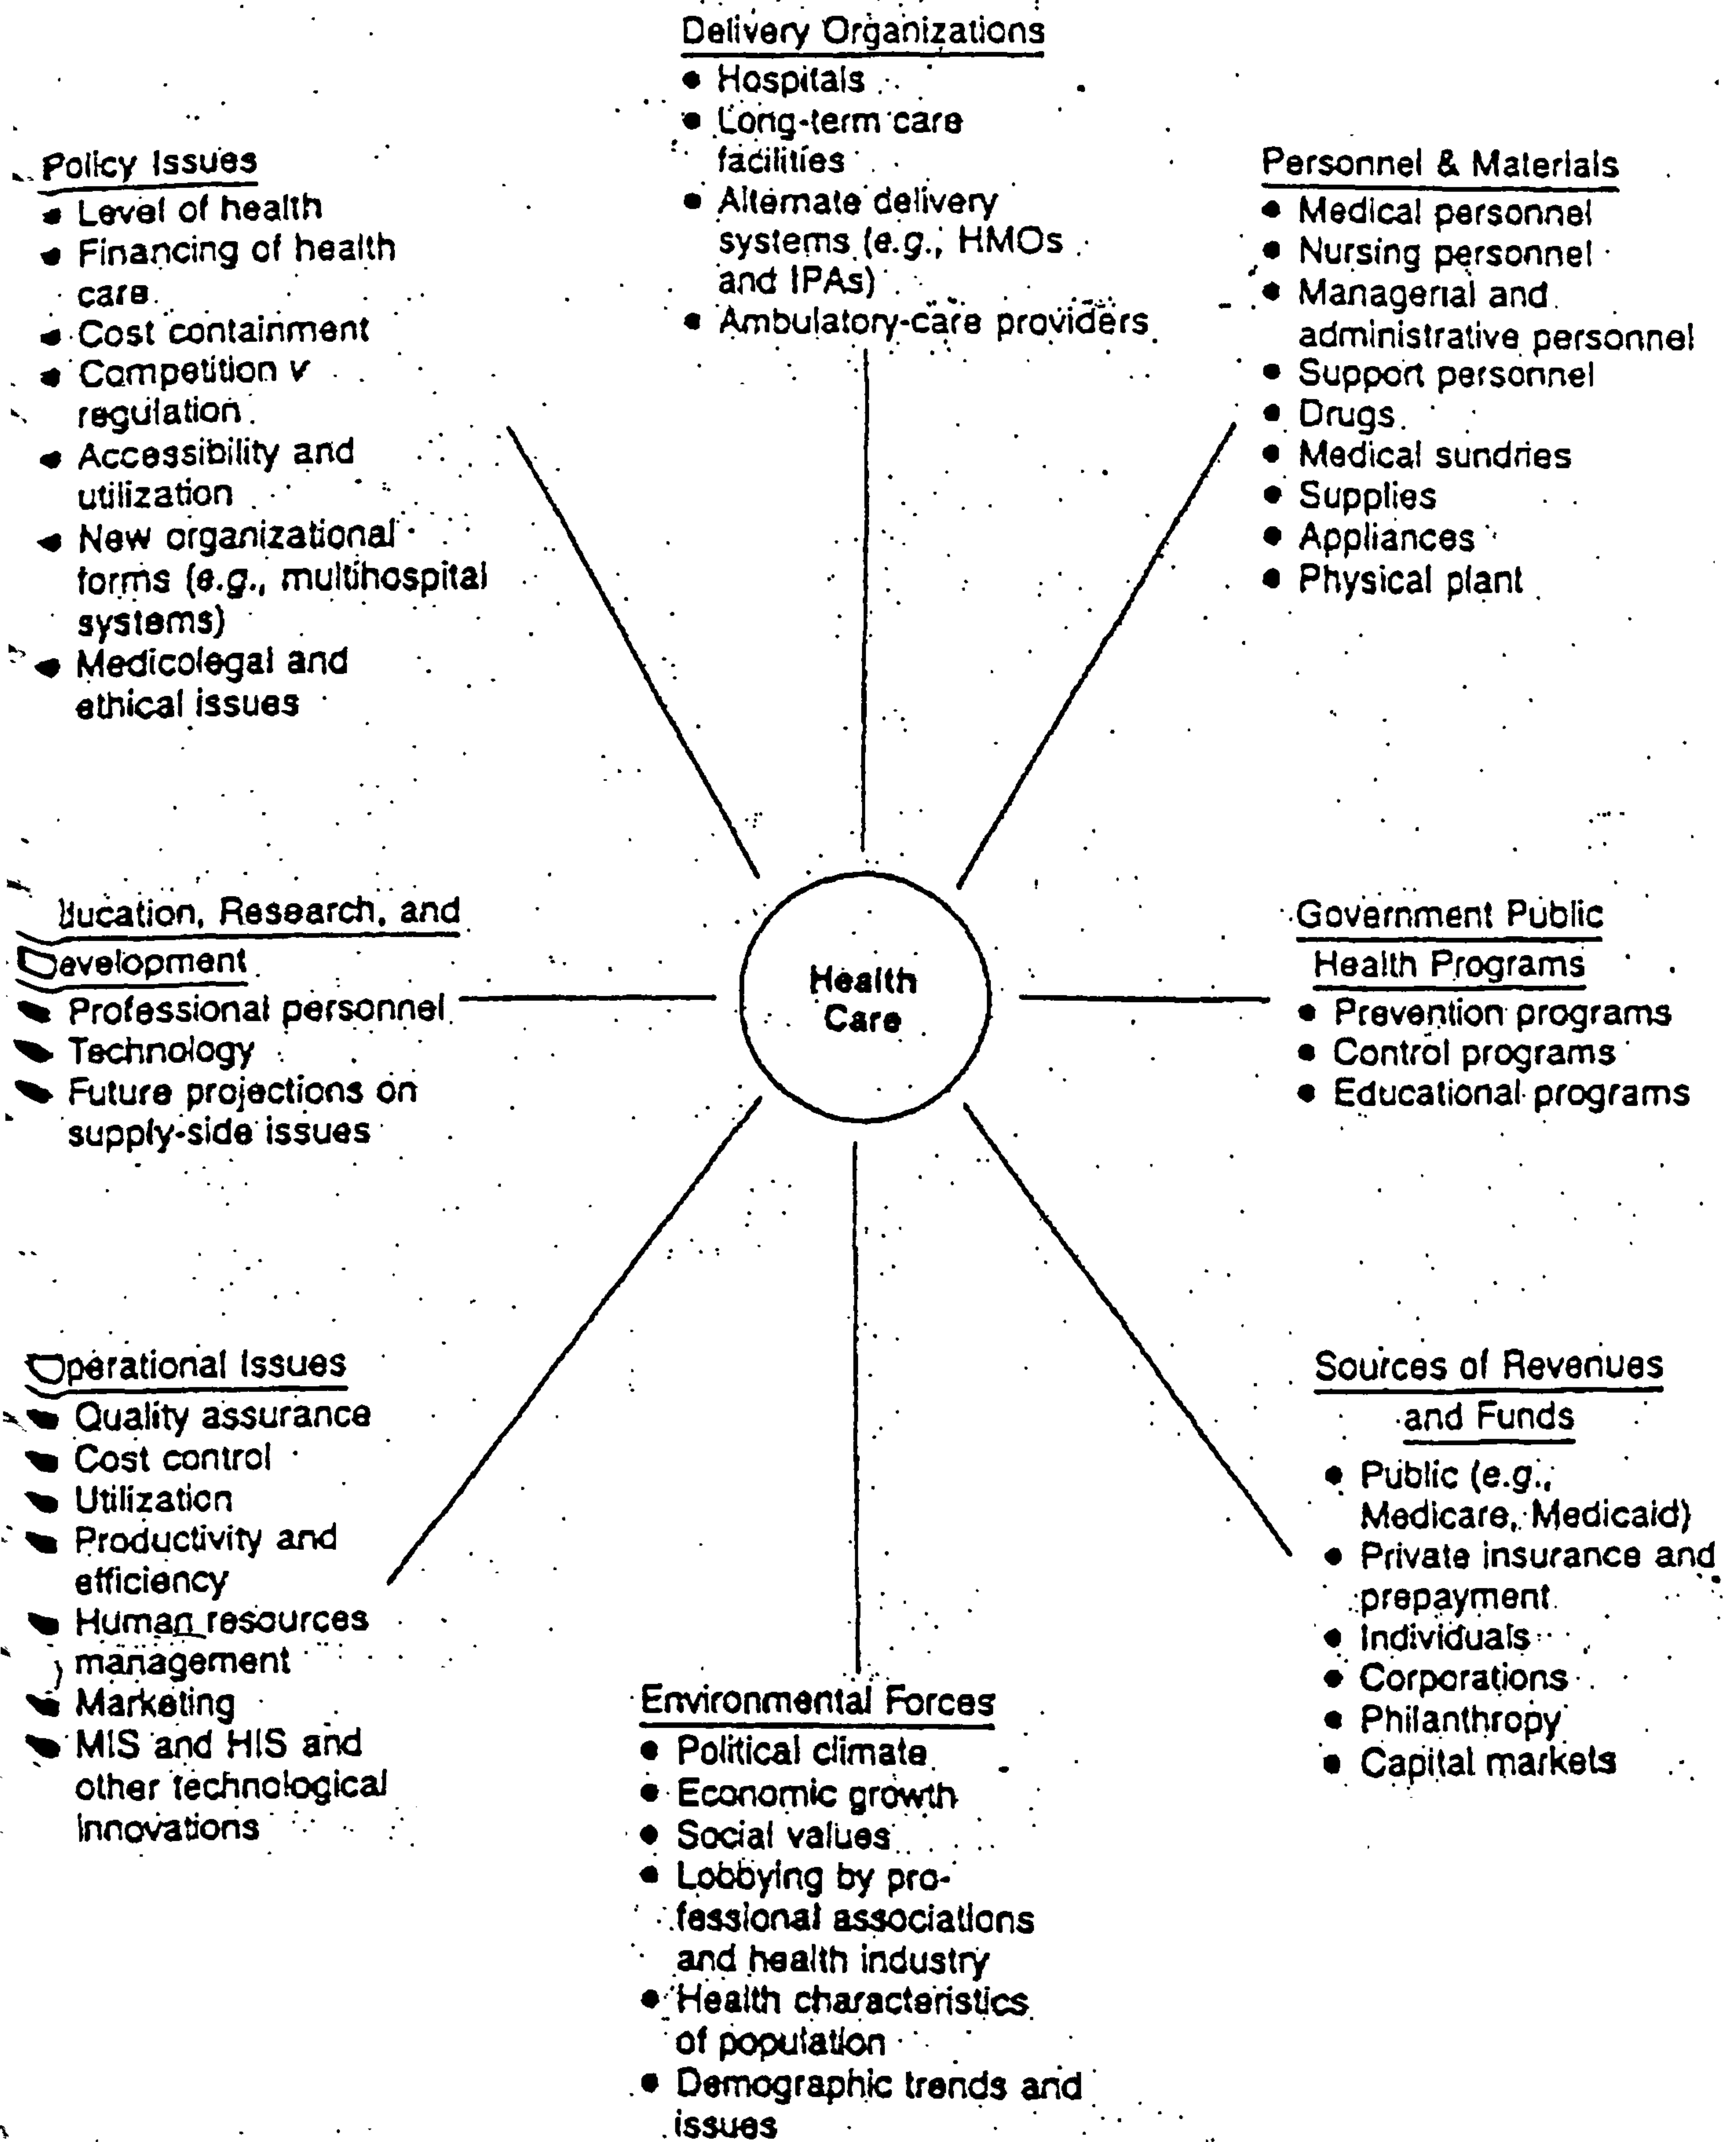 Delivery Organizations
• Hospitals
• Long-term care
facilities
• Alternate delivery
systems (e.g., HMOs
and IPAs)
• Ambulatory-care providers
Policy Issues
• Level of health
• Financing of health
care
• Cost containment
• Competition v
regulation
• Accessibility and
utilization
• New organizational
forms (e.g., multihospital
systems)
• Medicolegal and
ethical issues
Personnel & Materials
• Medical personnel
• Nursing personnel
• Managerial and
administrative personnel
• Support personnel
• Drugs
• Medical sundries
• Supplies
• Appliances
• Physical plant
Education, Research, and
Development
• Professional personnel
• Technology
• Future projections on
supply-side issues
Health
Care
Government Public
Health Programs
• Prevention programs
• Control programs
• Educational programs
Operational Issues
• Quality assurance
• Cost control
• Utilization
• Productivity and
efficiency
• Human resources
management
• Marketing
• MIS and HIS and
other technological
innovations
Environmental Forces
• Political climate
• Economic growth
• Social values
• Lobbying by pro-
fessional associations
and health industry
• Health characteristics
of population
• Demographic trends and
issues
Sources of Revenues
and Funds
• Public (e.g.,
Medicare, Medicaid)
• Private insurance and
prepayment
• Individuals
• Corporations
• Philanthropy
• Capital markets